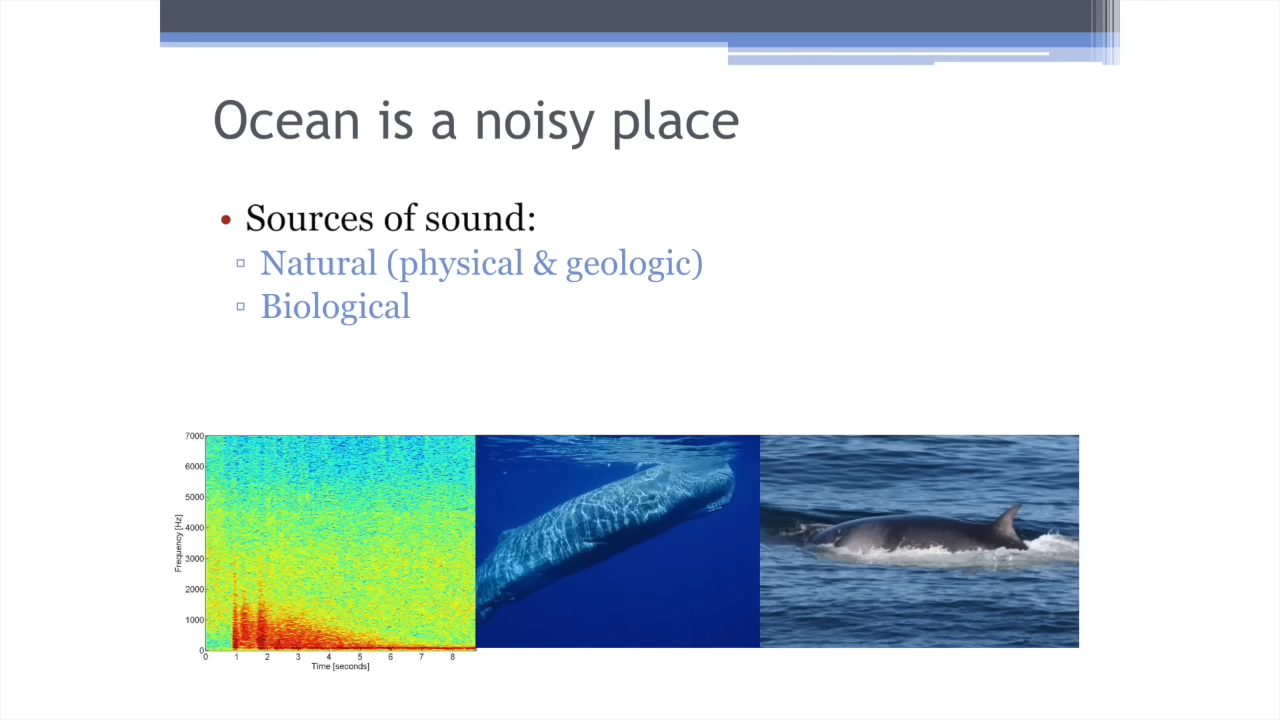 Ocean is a noisy place
• Sources of sound:
▫ Natural (physical & geologic)
▫ Biological
7000
6000
5000
4000
3000
2000
1000
0
Frequency [Hz]
0 1 2 3 4 5 6 7 8
Time [seconds]